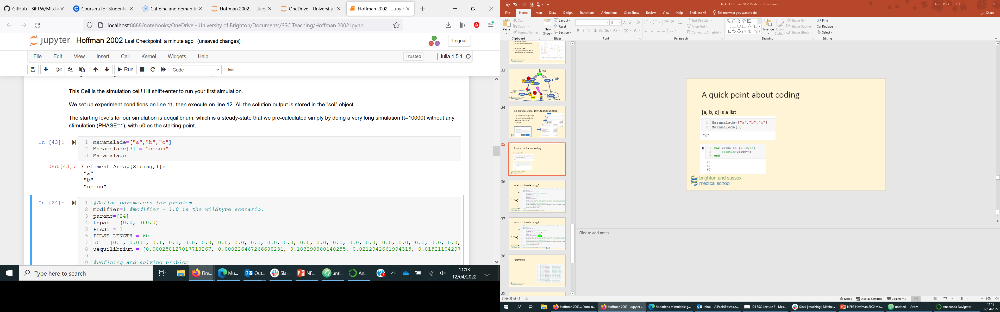 GitHub - SiFTW/Mitche
Coursera for Students |
Caffeine and dementia
Hoffman 2002... - Jupy
OneDrive - University
Hoffman 2002 - Jupyte
localhost:8888/notebooks/OneDrive - University of Brighton/Documents/SSC Teaching/Hoffman 2002.ipynb
jupyter Hoffman 2002 Last Checkpoint: a minute ago (unsaved changes)
Logout
File Edit View Insert Cell Kernel Widgets Help
Trusted
Julia 1.5.1
Run
Code
This Cell is the simulation cell! Hit shift+enter to run your first simulation.
We set up experiment conditions on line 11, then execute on line 12. All the solution output is stored in the "sol" object.
The starting levels for our simulation is uequilibrium; which is a steady-state that we pre-calculated simply by doing a very long simulation (t=10000) without any
stimulation (PHASE=1), with u0 as the starting point.
In [43]:
1 Maramalade=["a","b","c"]
2 Maramalade[3] = "spoon"
3 Maramalade
Out[43]: 3-element Array{String,1}:
"a"
"b"
"spoon"
In [24]:
1 #Define parameters for problem
2 modifier=1 #modifier = 1.0 is the wildtype scenario.
3 params=[24]
4 tspan = (0.0, 360.0)
5 PHASE = 2
6 PULSE_LENGTH = 60
7 u0 = [0.1, 0.001, 0.1, 0.0, 0.0, 0.0, 0.0, 0.0, 0.0, 0.0, 0.0, 0.0, 0.0, 0.0, 0.0, 0.0, 0.0, 0.0, 0.0, 0.0, 0.0,
8 uequilibrium = [0.000258127017718267, 0.000226467266688231, 0.183290800140255, 0.0212942661994315, 0.01521104297
9
10 #Defining and solving problem
Type here to search
Fire...
Mu...
Out...
Sla...
NF...
unti...
An...
11:13
12/04/2022
NFkB Hoffman 2002 Model - PowerPoint
Arran Pack
File Home Insert Draw Design Transitions Animations Slide Show Review View Help EndNote X9 Tell me what you want to do
Share
Paste
Cut
Copy
Format Painter
Clipboard
New
Slide
Layout
Reset
Section
Slides
18
Font
Paragraph
Text Direction
Align Text
Convert to SmartArt
Arrange
Quick
Styles
Shape Fill
Shape Outline
Shape Effects
Drawing
Find
Replace
Select
Editing
33
INPUT
OUTPUT
34
In a browser, go to: 139.184.170.218:9001
35
A quick point about coding
[a, b, c] is a list
36
What is this code doing?
37
What is this code doing?
38
Parameters
39
A quick point about coding
[a, b, c] is a list
1 Maramalade=["a","b","c"]
2 Maramalade[3]
"c"
1 for value in [5,10,15]
2 println(value*4)
3 end
20
40
60
brighton and sussex
medical school
Click to add notes
Slide 35 of 43
Notes
Display Settings
Comments
60%
Hoffman 2002... (auto-u...
Hoffman 2002 - Jupyter ...
Mutations of multiple g...
Inbox - A.Pack@bsms.a...
104 SSC Lecture 3 - Mes...
Slack | teaching | Mitche...
NFkB Hoffman 2002 Mo...
untitled — Atom
Anaconda Navigator
11:13
12/04/2022